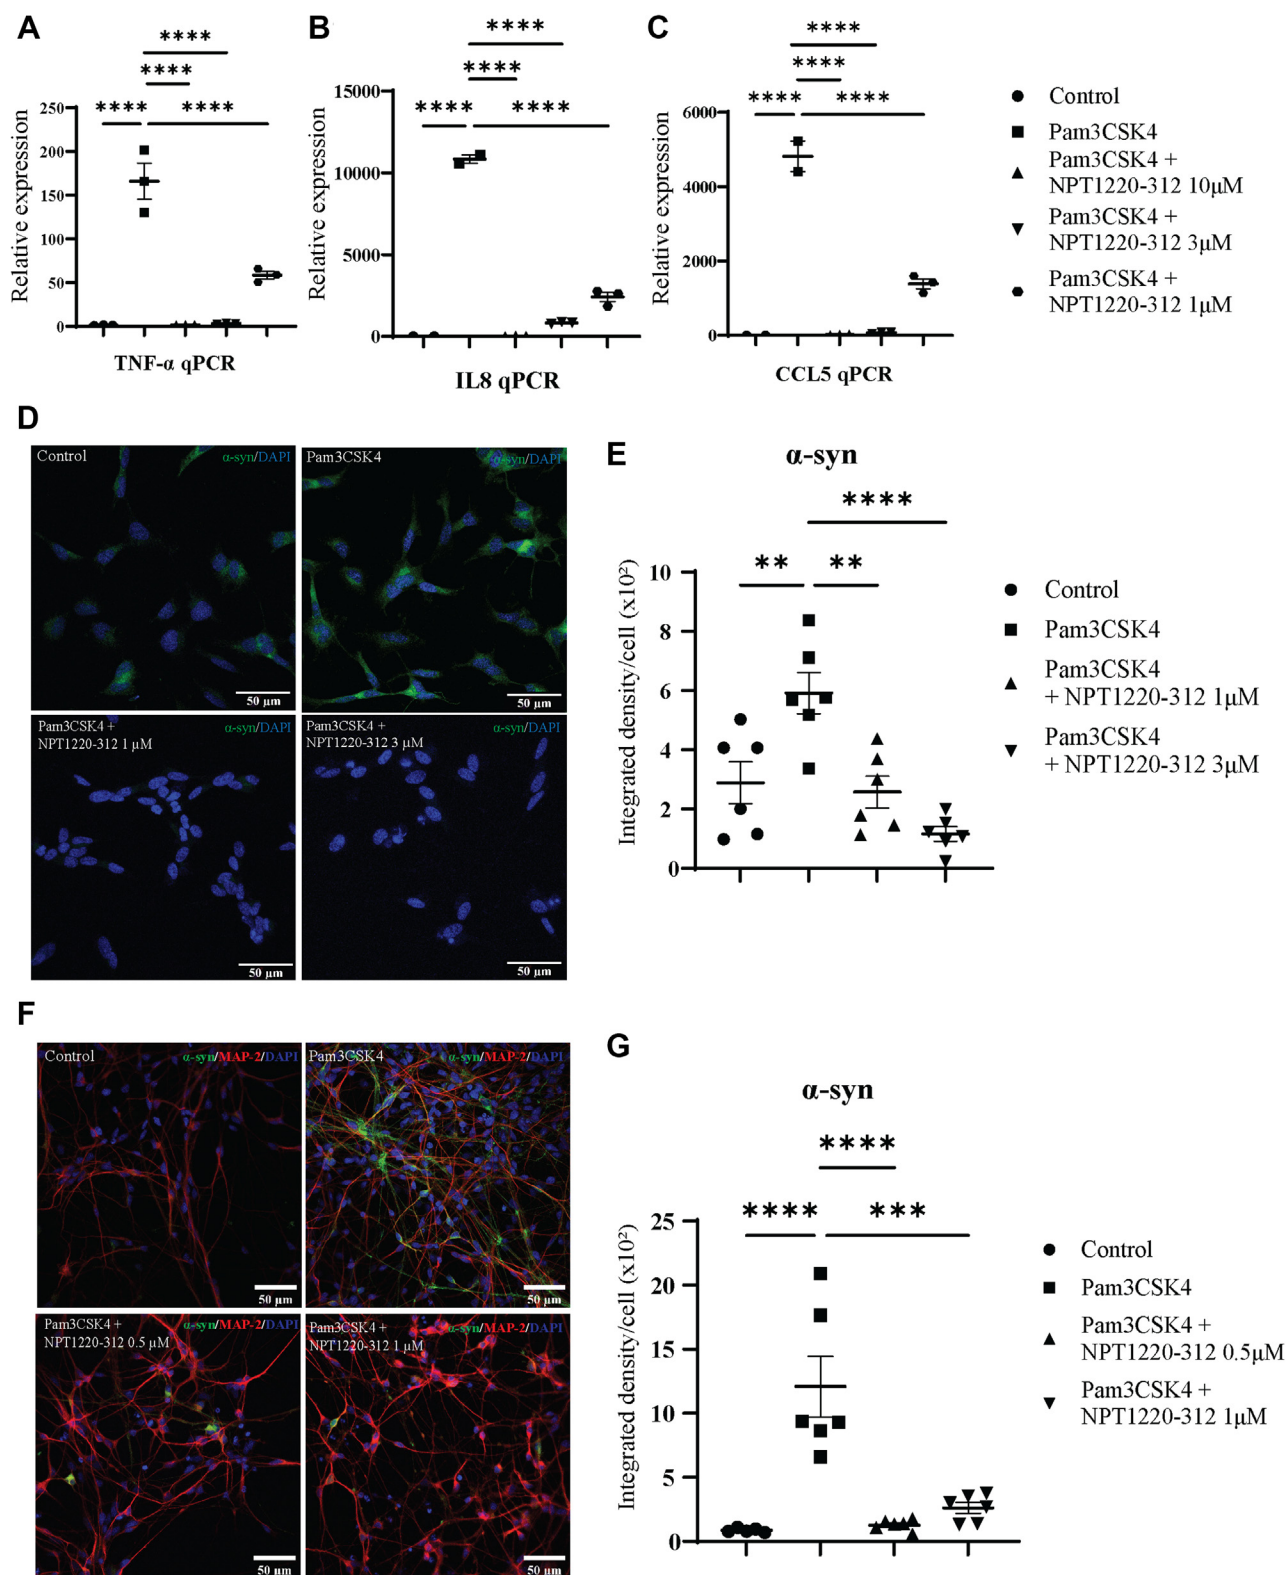 A
B
C
****
****
****
****
****
****
****
****
****
****
****
****
Relative expression
250
200
150
100
50
0
TNF-α qPCR
Relative expression
15000
10000
5000
0
IL8 qPCR
Relative expression
6000
4000
2000
0
CCL5 qPCR
Control
Pam3CSK4
Pam3CSK4 +
NPT1220-312 10µM
Pam3CSK4 +
NPT1220-312 3µM
Pam3CSK4 +
NPT1220-312 1µM
D
Control
α-syn/DAPI
50 µm
Pam3CSK4
α-syn/DAPI
50 µm
Pam3CSK4 +
NPT1220-312 1 µM
α-syn/DAPI
50 µm
Pam3CSK4 +
NPT1220-312 3 µM
α-syn/DAPI
50 µm
E
α-syn
****
**
**
Integrated density/cell (x10²)
10
8
6
4
2
0
Control
Pam3CSK4
Pam3CSK4
+ NPT1220-312 1µM
Pam3CSK4
+ NPT1220-312 3µM
F
Control
α-syn/MAP-2/DAPI
50 µm
Pam3CSK4
α-syn/MAP-2/DAPI
50 µm
Pam3CSK4 +
NPT1220-312 0.5 µM
α-syn/MAP-2/DAPI
50 µm
Pam3CSK4 +
NPT1220-312 1 µM
α-syn/MAP-2/DAPI
50 µm
G
α-syn
****
****
***
Integrated density/cell (x10²)
25
20
15
10
5
0
Control
Pam3CSK4
Pam3CSK4 +
NPT1220-312 0.5µM
Pam3CSK4 +
NPT1220-312 1µM